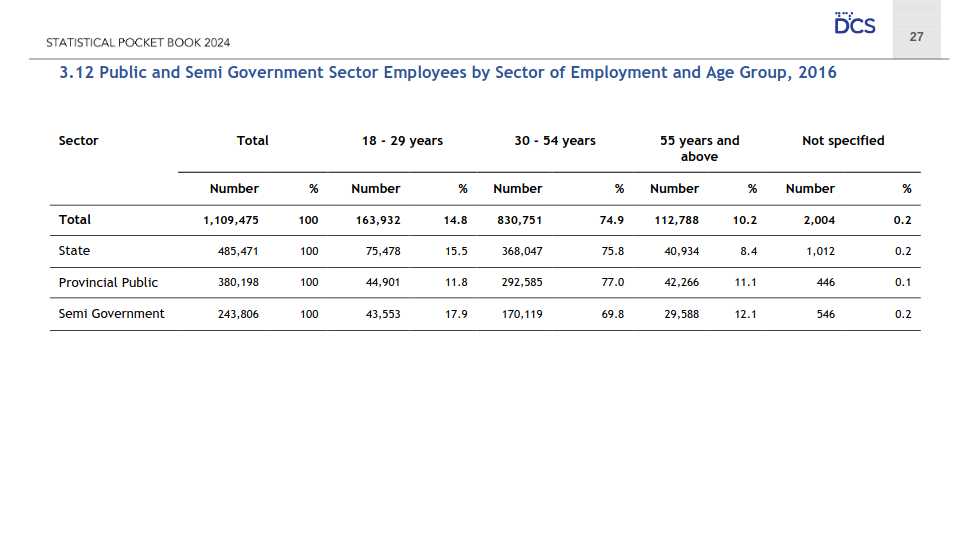 DCS
27
STATISTICAL POCKET BOOK 2024
3.12 Public and Semi Government Sector Employees by Sector of Employment and Age Group, 2016
Sector Total 18 - 29 years 30 - 54 years 55 years and above Not specified
Number % Number % Number % Number % Number %
Total 1,109,475 100 163,932 14.8 830,751 74.9 112,788 10.2 2,004 0.2
State 485,471 100 75,478 15.5 368,047 75.8 40,934 8.4 1,012 0.2
Provincial Public 380,198 100 44,901 11.8 292,585 77.0 42,266 11.1 446 0.1
Semi Government 243,806 100 43,553 17.9 170,119 69.8 29,588 12.1 546 0.2